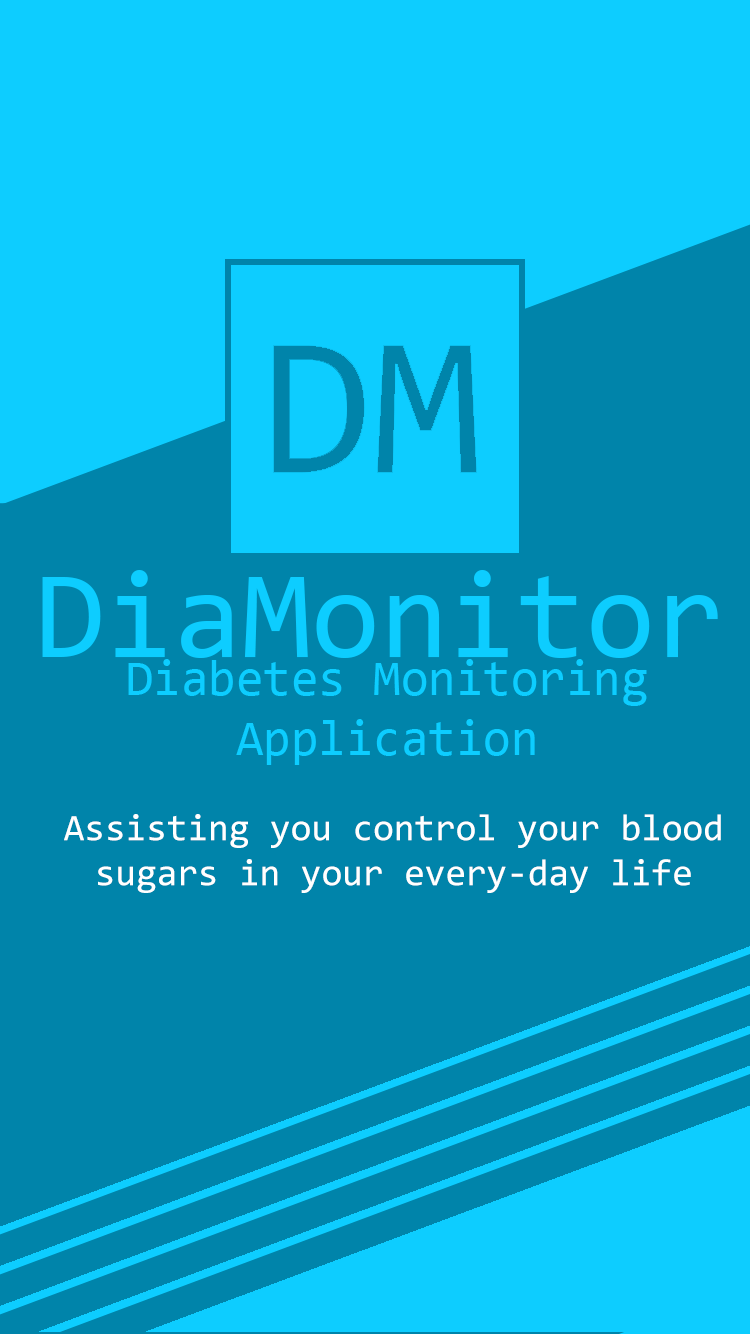 DM
DiaMonitor
Diabetes Monitoring
Application
Assisting you control your blood
sugars in your every-day life